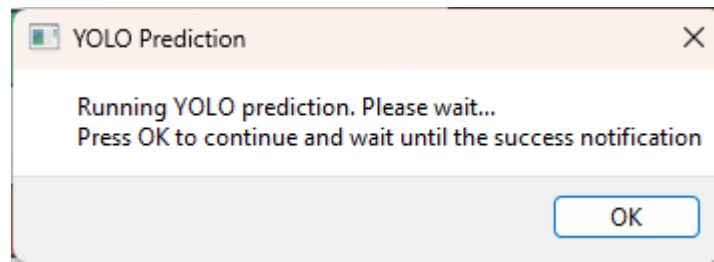 YOLO Prediction
Running YOLO prediction. Please wait...
Press OK to continue and wait until the success notification
OK